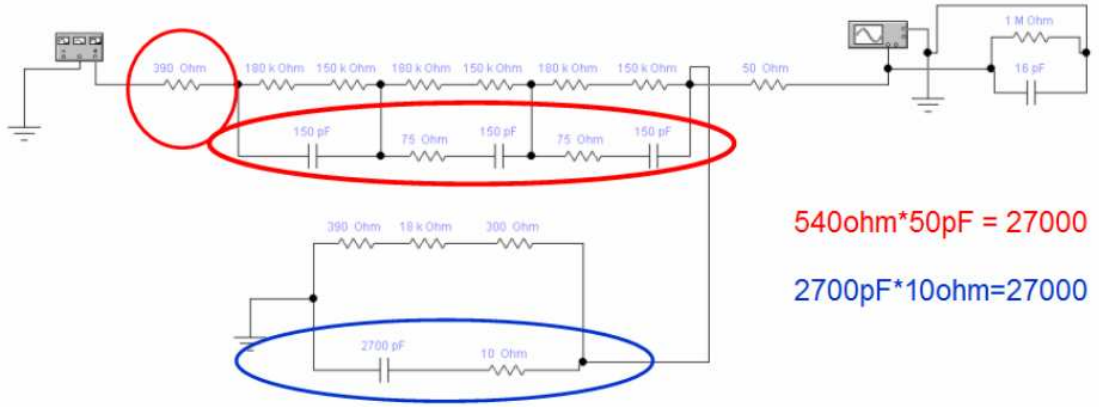 390 Ohm 180 k Ohm 150 k Ohm 180 k Ohm 150 k Ohm 180 k Ohm 150 k Ohm 50 Ohm 1 M Ohm
16 pF
150 pF 75 Ohm 150 pF 75 Ohm 150 pF
390 Ohm 18 k Ohm 300 Ohm
540ohm*50pF = 27000
2700pF*10ohm=27000
2700 pF 10 Ohm